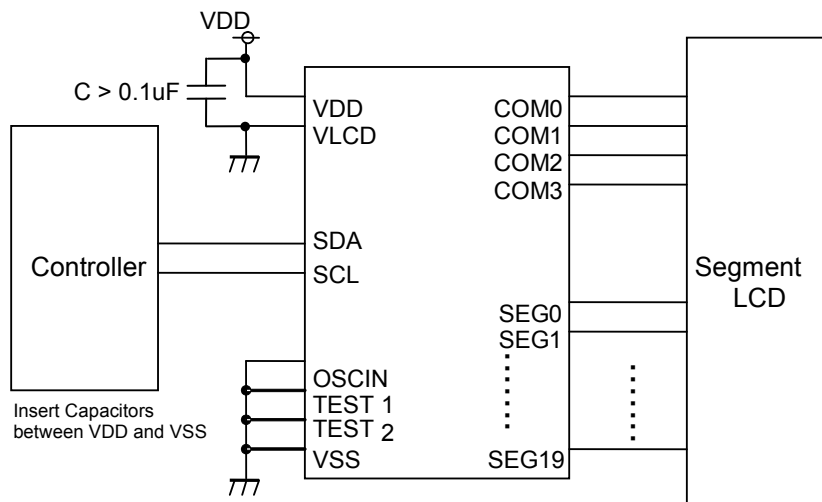 VDD
C > 0.1uF
VDD
VLCD
COM0
COM1
COM2
COM3
Controller
SDA
SCL
Segment
LCD
SEG0
SEG1
OSCIN
TEST 1
TEST 2
VSS
SEG19
Insert Capacitors
between VDD and VSS